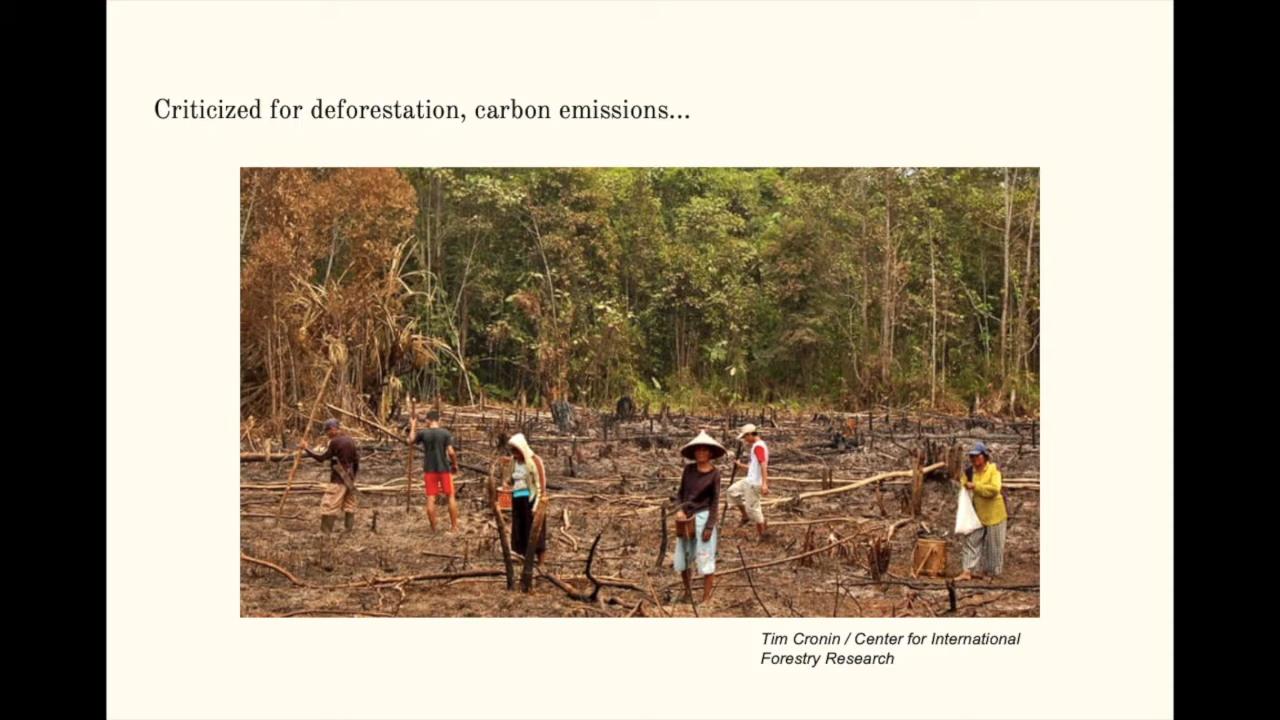 Criticized for deforestation, carbon emissions...
Tim Cronin / Center for International
Forestry Research